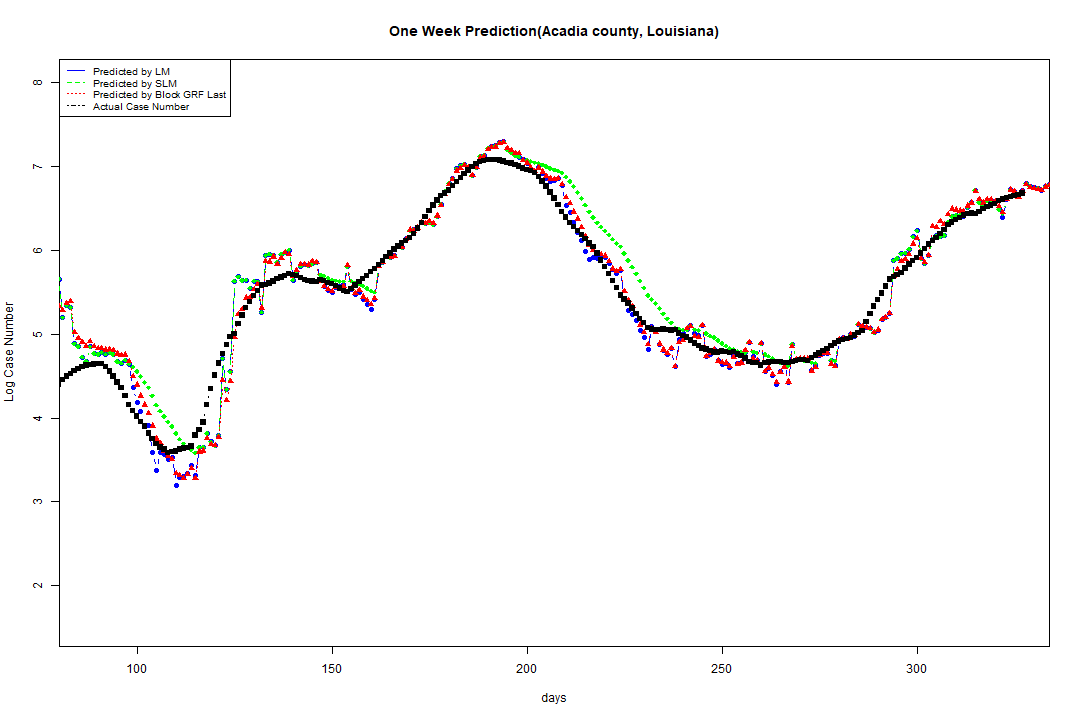 One Week Prediction(Acadia county, Louisiana)
Predicted by LM
Predicted by SLM
Predicted by Block GRF Last
Actual Case Number
8
7
6
5
4
3
2
Log Case Number
100 150 200 250 300
days